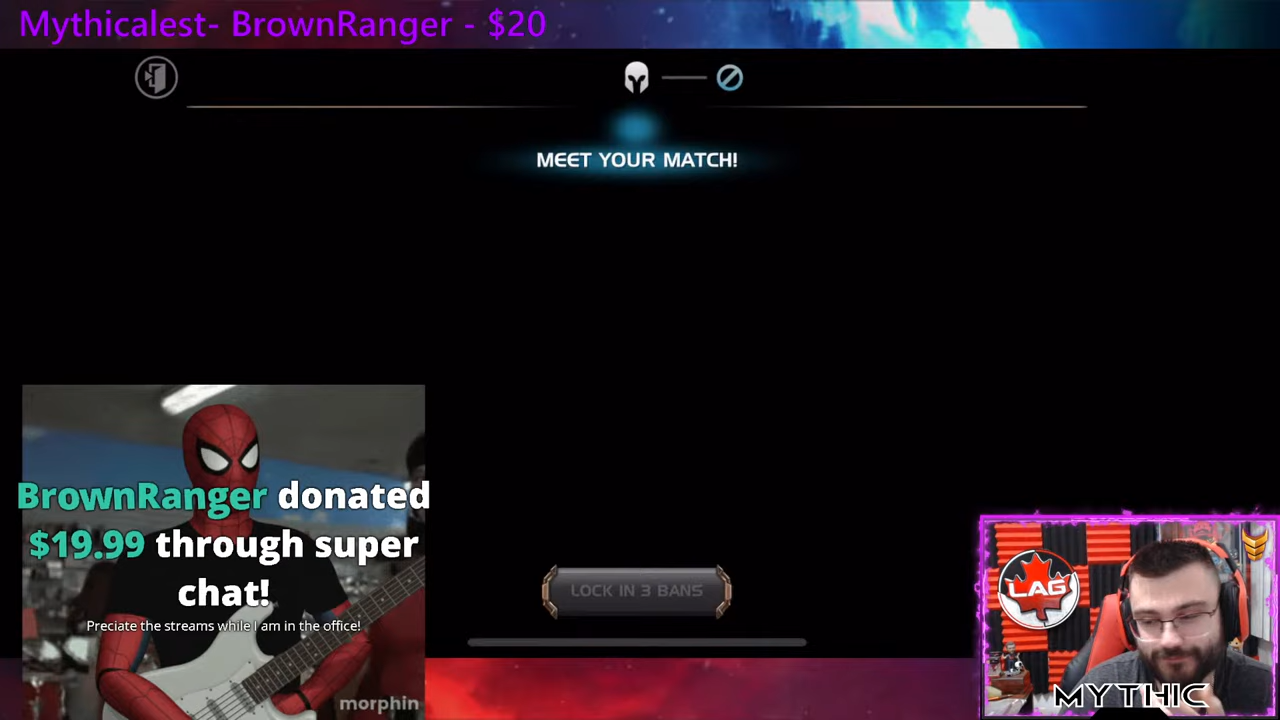 Mythicalest- BrownRanger - $20
MEET YOUR MATCH!
BrownRanger donated
$19.99 through super
chat!
Preciate the streams while I am in the office!
morphin
LOCK IN 3 BANS
LAG
MYTHIC